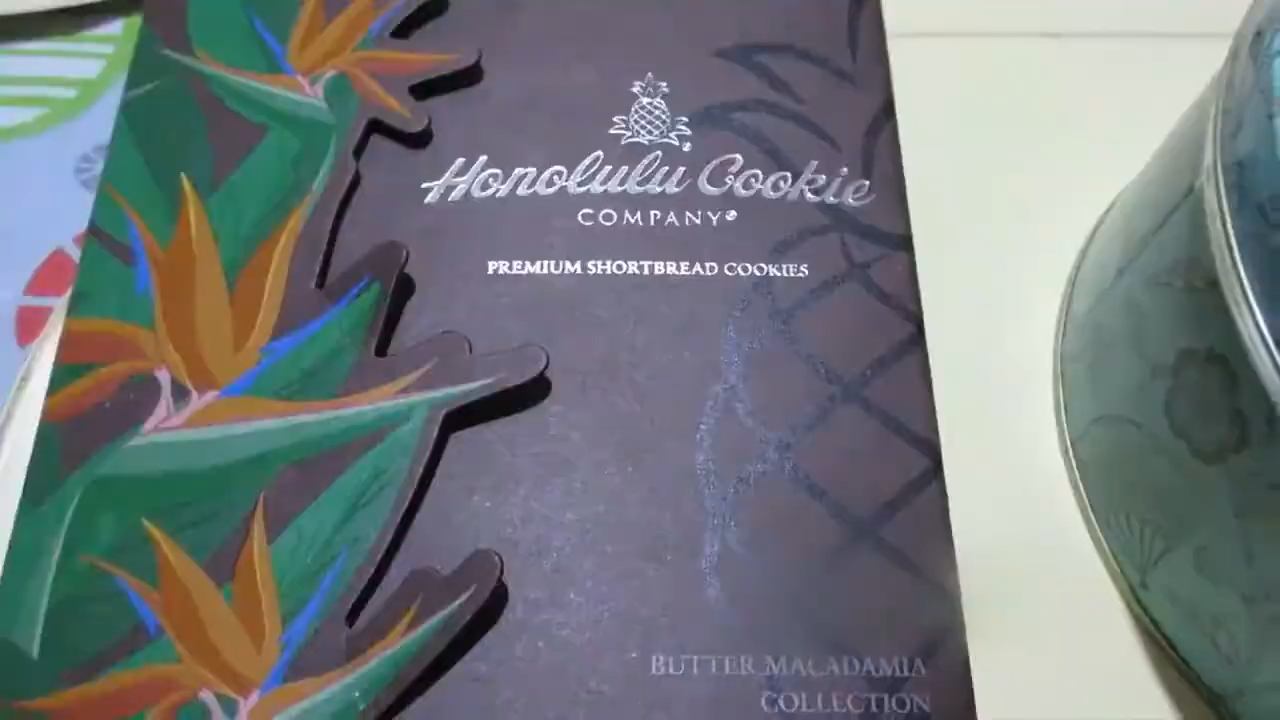 Honolulu Cookie
COMPANY®
PREMIUM SHORTBREAD COOKIES
BUTTER MACADAMIA
COLLECTION